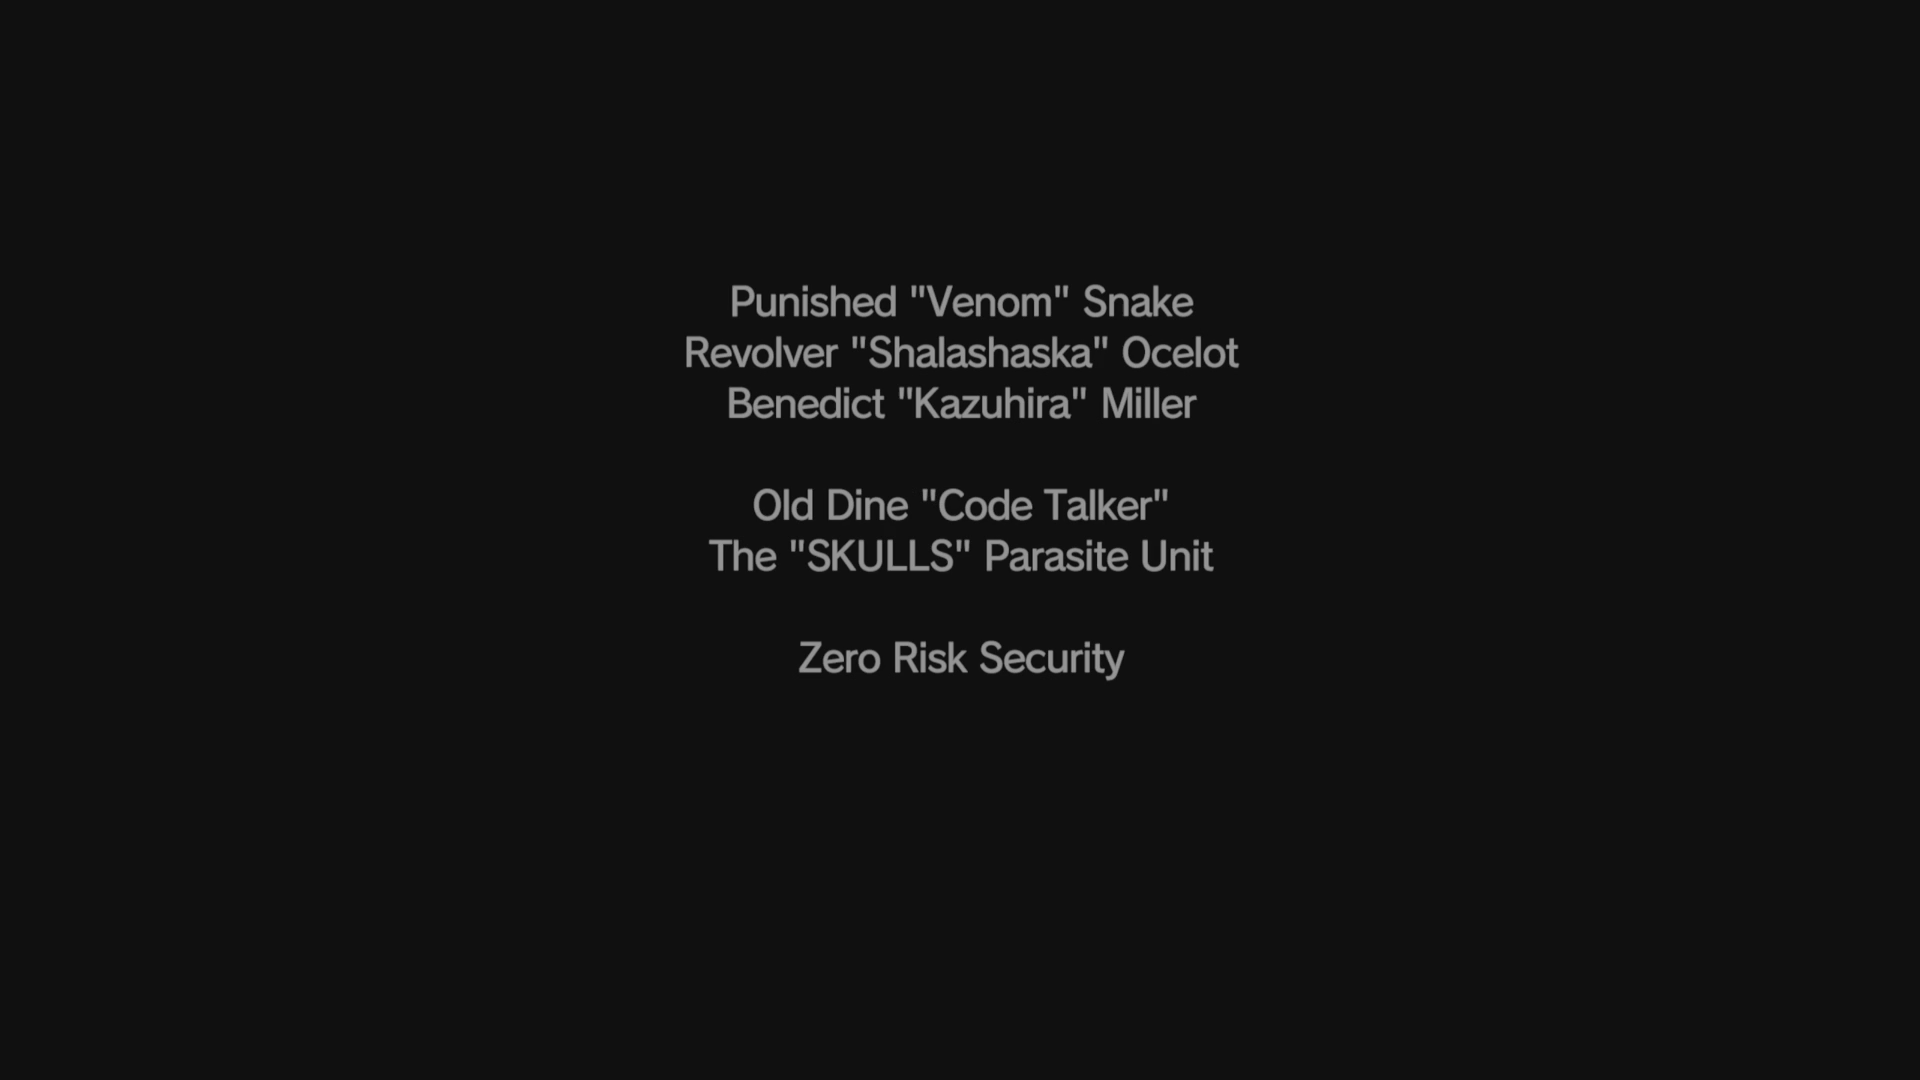 Punished "Venom" Snake
Revolver "Shalashaska" Ocelot
Benedict "Kazuhira" Miller
Old Dine "Code Talker"
The "SKULLS" Parasite Unit
Zero Risk Security